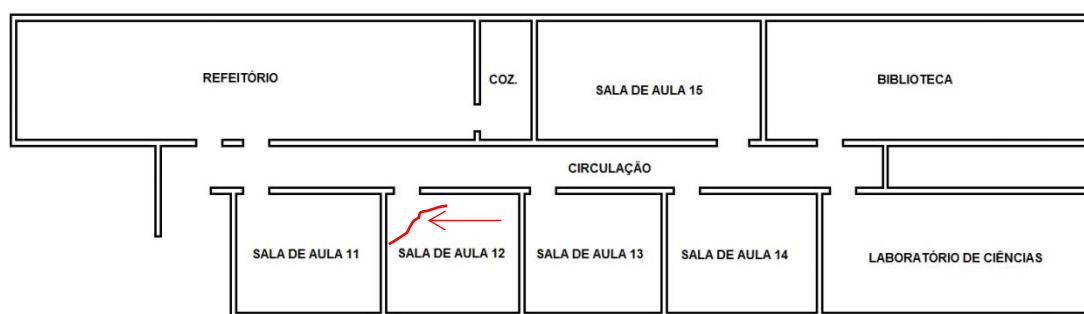 REFEITÓRIO
COZ.
SALA DE AULA 15
BIBLIOTECA
CIRCULAÇÃO
SALA DE AULA 11
SALA DE AULA 12
SALA DE AULA 13
SALA DE AULA 14
LABORATÓRIO DE CIÊNCIAS